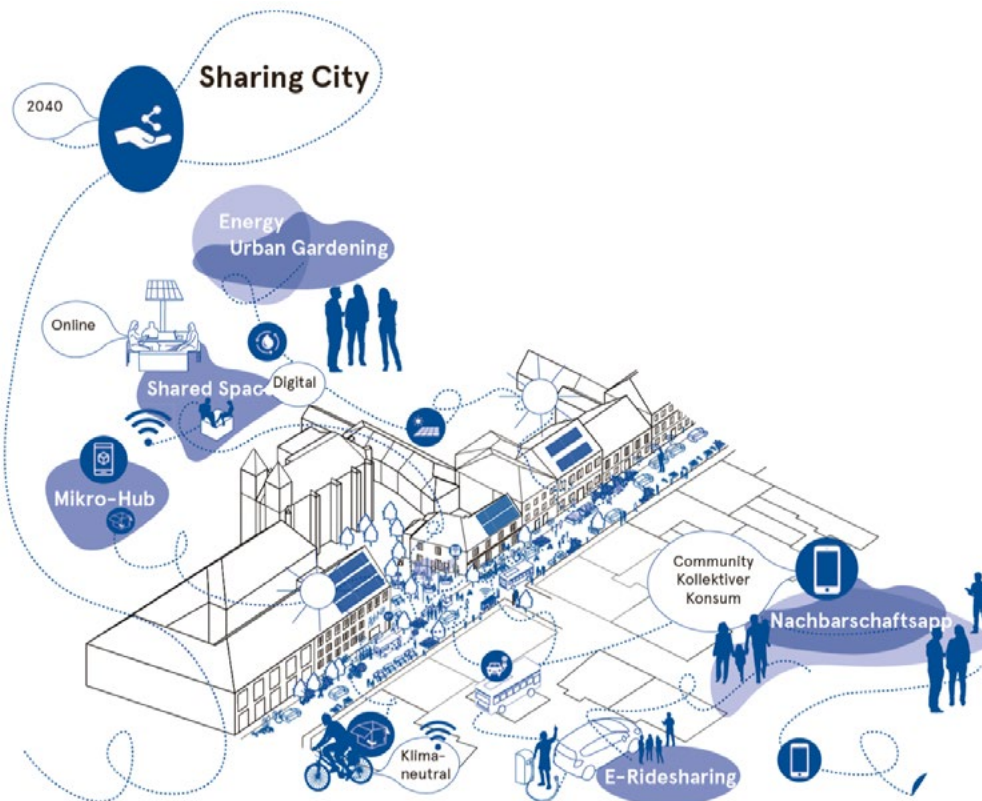 Sharing City
2040
Energy
Urban Gardening
Online
Shared Spac
Digital
Mikro-Hub
Community
Kollektiver
Konsum
Nachbarschaftsapp
Klima-
neutral
E-Ridesharing